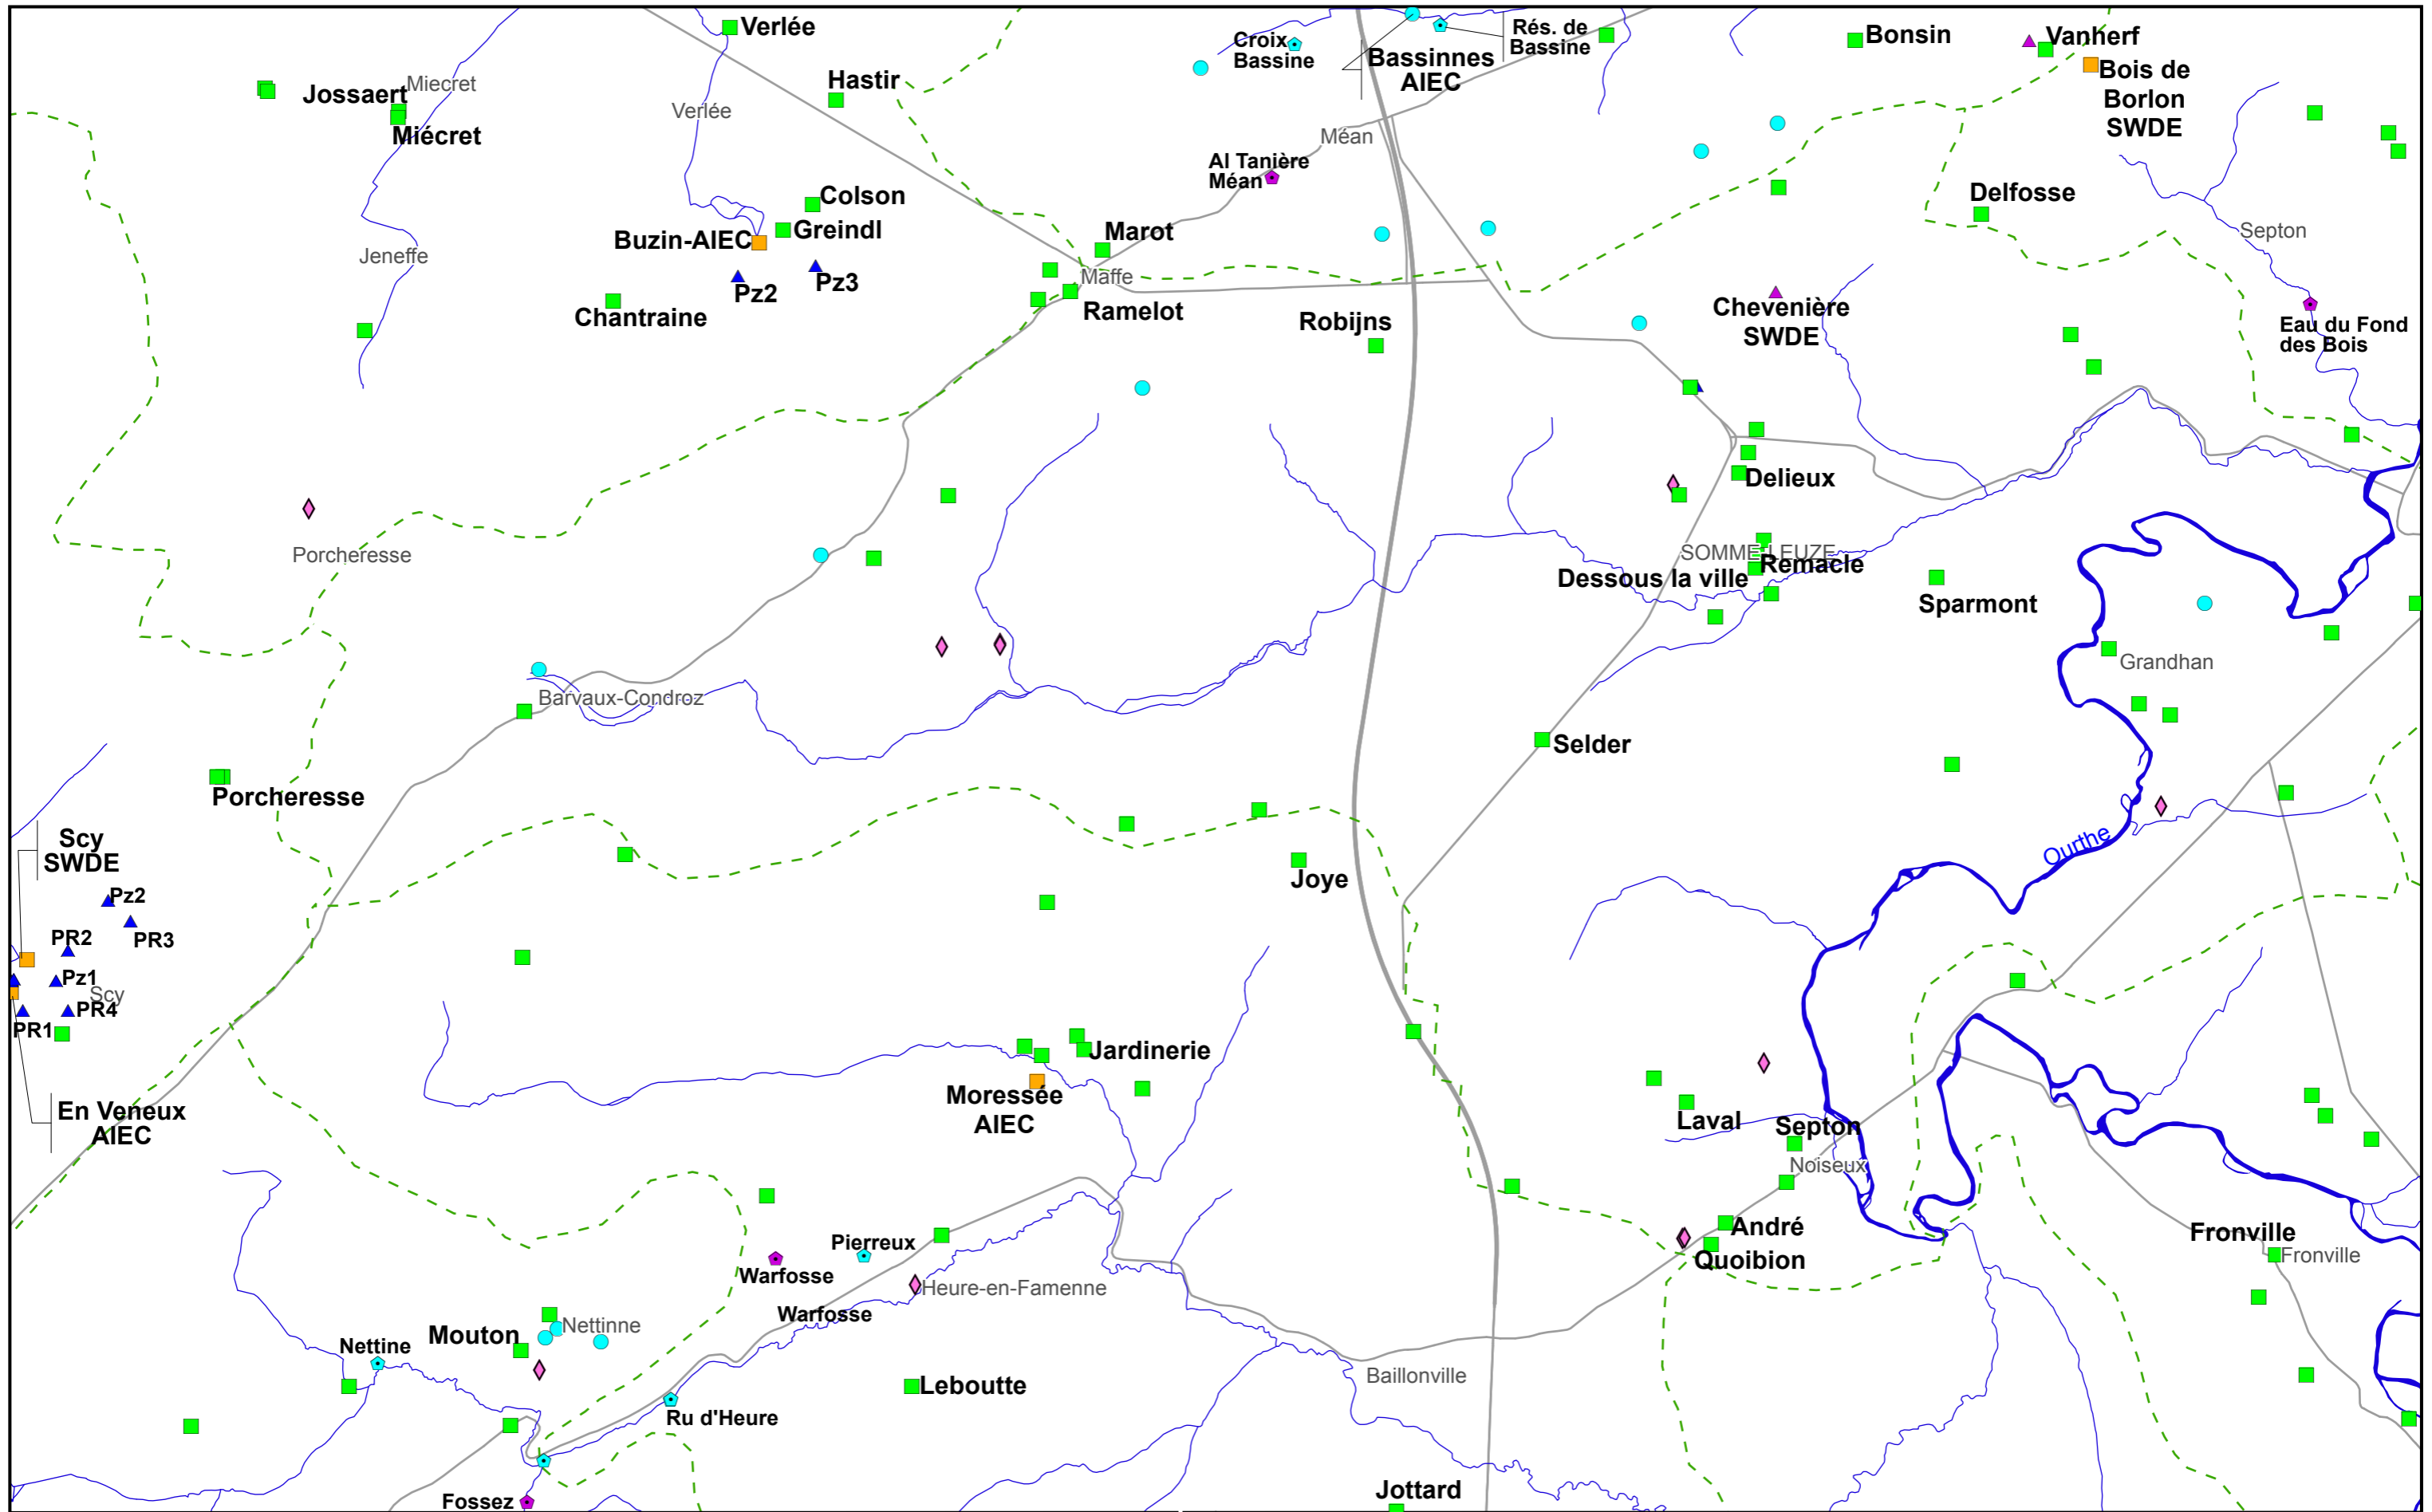 Verlée
Croix
Bassine
Rés. de
Bassine
Bassinnes
AIEC
Bonsin
Vanherf
Bois de
Borlon
SWDE
Jossaert
Miecret
Miécret
Hastir
Verlée
Méan
Al Tanière
Méan
Delfosse
Septon
Colson
Greindl
Buzin-AIEC
Marot
Jeneffe
Pz2
Pz3
Maffe
Chantraine
Ramelot
Robijns
Chevenière
SWDE
Eau du Fond
des Bois
Delieux
Porcheresse
SOMME-LEUZE
Remacle
Dessous la ville
Sparmont
Grandhan
Barvaux-Condroz
Selder
Porcheresse
Scy
SWDE
Ourthe
Joye
Pz2
PR3
PR2
Pz1
Scy
PR4
PR1
Jardinerie
Moressée
AIEC
En Veneux
AIEC
Laval
Septon
Noiseux
André
Quoibion
Fronville
Fronville
Pierreux
Warfosse
Heure-en-Famenne
Warfosse
Nettinne
Mouton
Nettine
Baillonville
Leboutte
Ru d'Heure
Jottard
Fossez